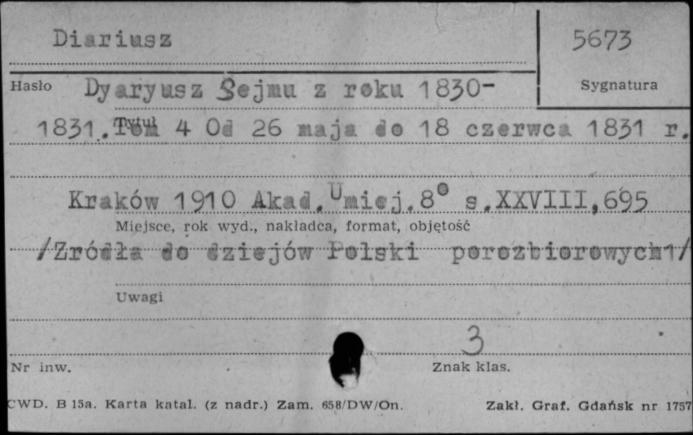 Diariusz
5673
Hasło
Sygnatura
Dyaryusz Sejmu z roku 1830-
Tytuł
1831. Tom 4 Od 26 maja do 18 czerwca 1831 r.
Kraków 1910 Akad. Umiej. 8° s.XXVIII,695
Miejsce, rok wyd., nakładca, format, objętość
/Zródła do dziejów Polski porozbiorowych 1/
Uwagi
3
Nr inw.
Znak klas.
CWD. B 15a. Karta katal. (z nadr.) Zam. 658/DW/On.
Zakł. Graf. Gdańsk nr 1757